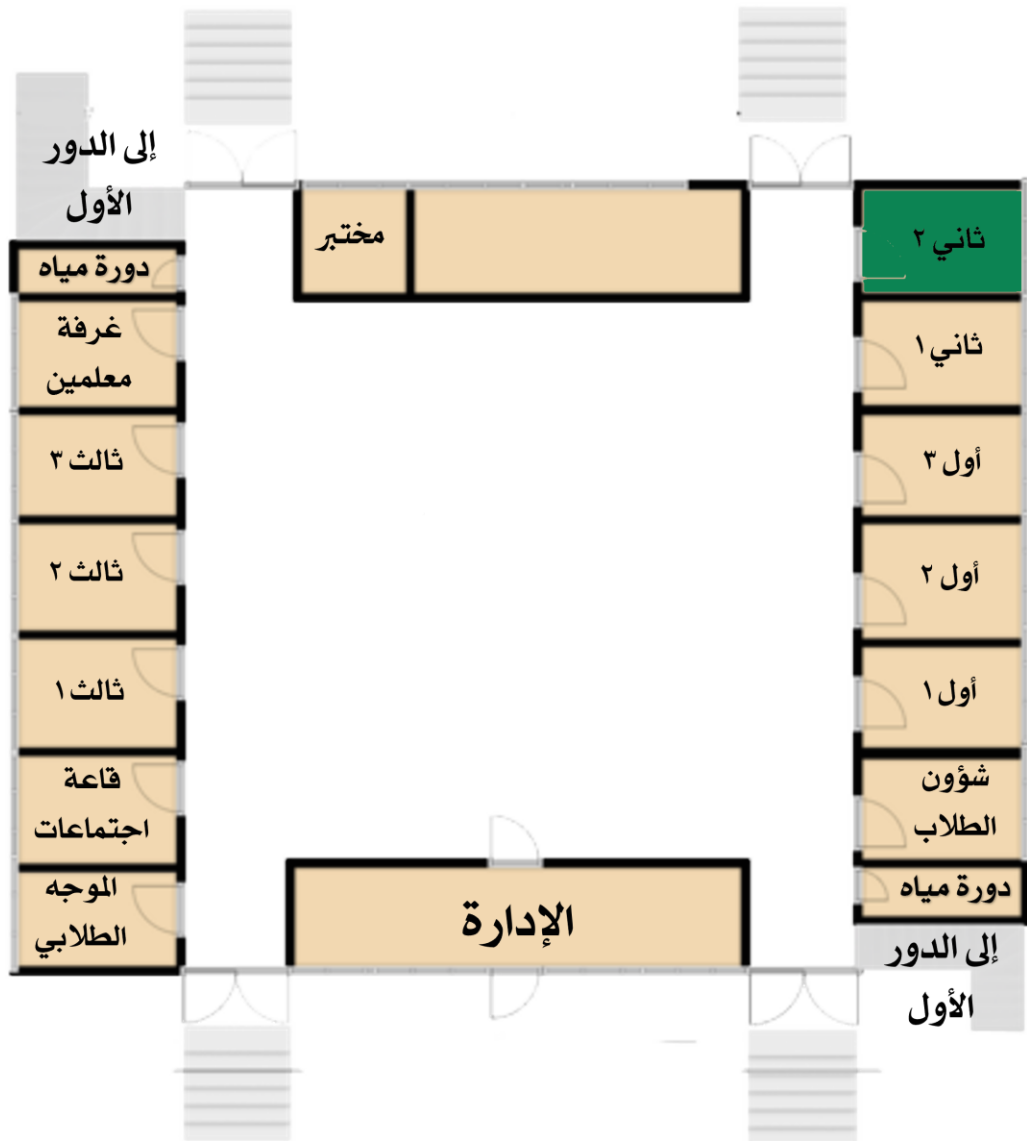 إلى الدور
الأول
مختبر
ثاني ٢
دورة مياه
غرفة
معلمين
ثاني ١
ثالث ٣
أول ٣
ثالث ٢
أول ٢
ثالث ١
أول ١
قاعة
اجتماعات
شؤون
الطلاب
الموجه
الطلابي
الإدارة
دورة مياه
إلى الدور
الأول